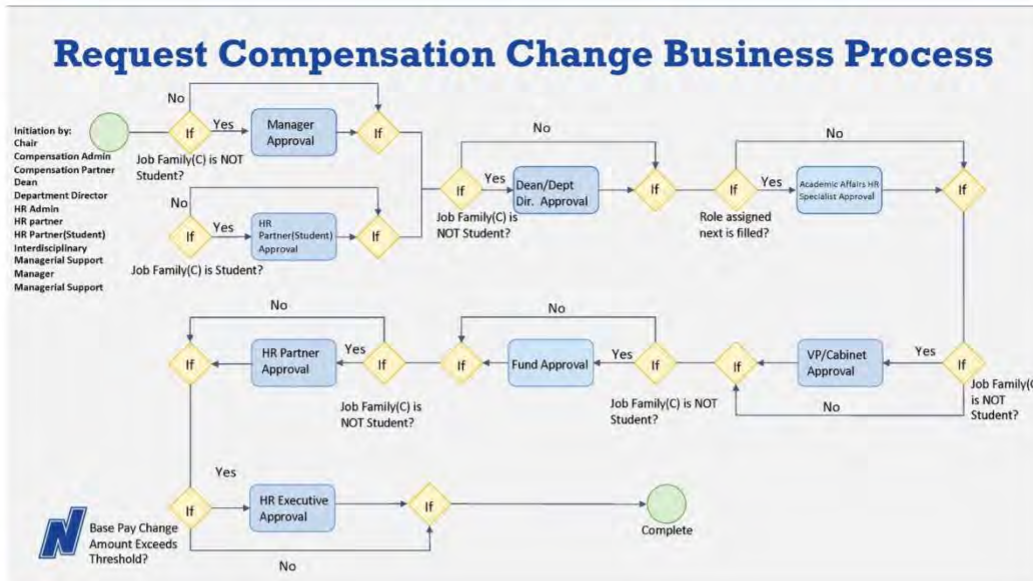 Request Compensation Change Business Process
No
Initiation by:
Chair
Compensation Admin
Compensation Partner
Dean
Department Director
HR Admin
HR partner
HR Partner(Student)
Interdisciplinary
Managerial Support
Manager
Managerial Support
If
Yes
Manager
Approval
If
Job Family(C) is NOT
Student?
No
If
Yes
HR
Partner(Student)
Approval
If
Job Family(C) is Student?
No
If
Yes
Dean/Dept
Dir. Approval
If
Job Family(C) is
NOT Student?
No
If
Yes
Academic Affairs HR
Specialist Approval
If
Role assigned
next is filled?
If
Yes
VP/Cabinet
Approval
If
No
Job Family(C)
is NOT
Student?
No
If
Yes
Fund Approval
If
Job Family(C) is NOT
Student?
No
If
Yes
HR Partner
Approval
If
Job Family(C) is
NOT Student?
Yes
If
HR Executive
Approval
If
No
Base Pay Change
Amount Exceeds
Threshold?
Complete
N